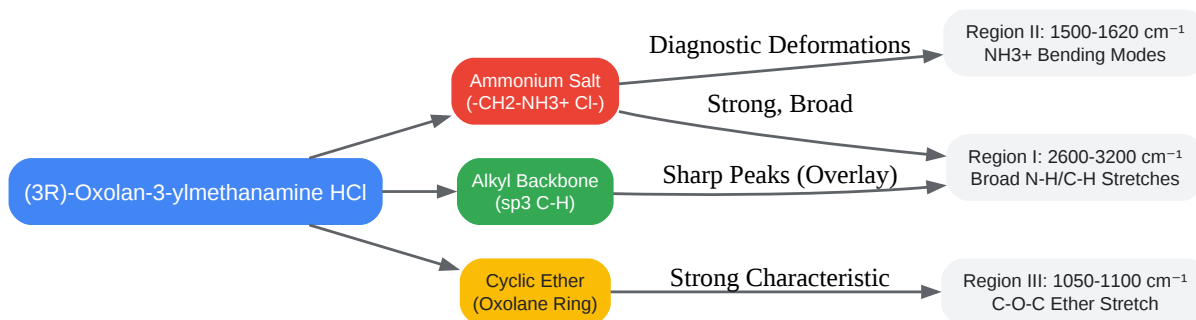 (3R)-Oxolan-3-ylmethanamine HCl
Ammonium Salt
(-CH2-NH3+ Cl-)
Alkyl Backbone
(sp3 C-H)
Cyclic Ether
(Oxolane Ring)
Diagnostic Deformations
Strong, Broad
Sharp Peaks (Overlay)
Strong Characteristic
Region II: 1500-1620 cm⁻¹
NH3+ Bending Modes
Region I: 2600-3200 cm⁻¹
Broad N-H/C-H Stretches
Region III: 1050-1100 cm⁻¹
C-O-C Ether Stretch